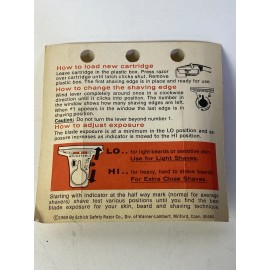 How to load new cartridge
Leave cartridge in the plastic box. Press razor
over cartridge until latch clicks shut. Remove
plastic box. The first shaving edge is in place and ready for use.
How to change the shaving edge
Wind lever completely around once in a clockwise
direction until it clicks into position. The number in
the window shows how many shaving edges are left.
When #1 appears in the window the last edge is in
shaving position.
Caution: Do not turn the lever beyond number 1.
How to adjust exposure
The blade exposure is at a minimum in the LO position and ex-
posure increases as indicator is moved to the HI position.
LO.. for light beards or sensitive skin.
Use for Light Shaves.
HI... for heavy, hard to shave beards
For Extra Close Shaves.
Starting with indicator at the half way mark (normal for average
shavers) shave test various positions until you find the best
blade exposure for your skin, beard and shaving technique.
By Schick Safety Razor Co., Div. of Warner-Lambert, Milford, Conn.